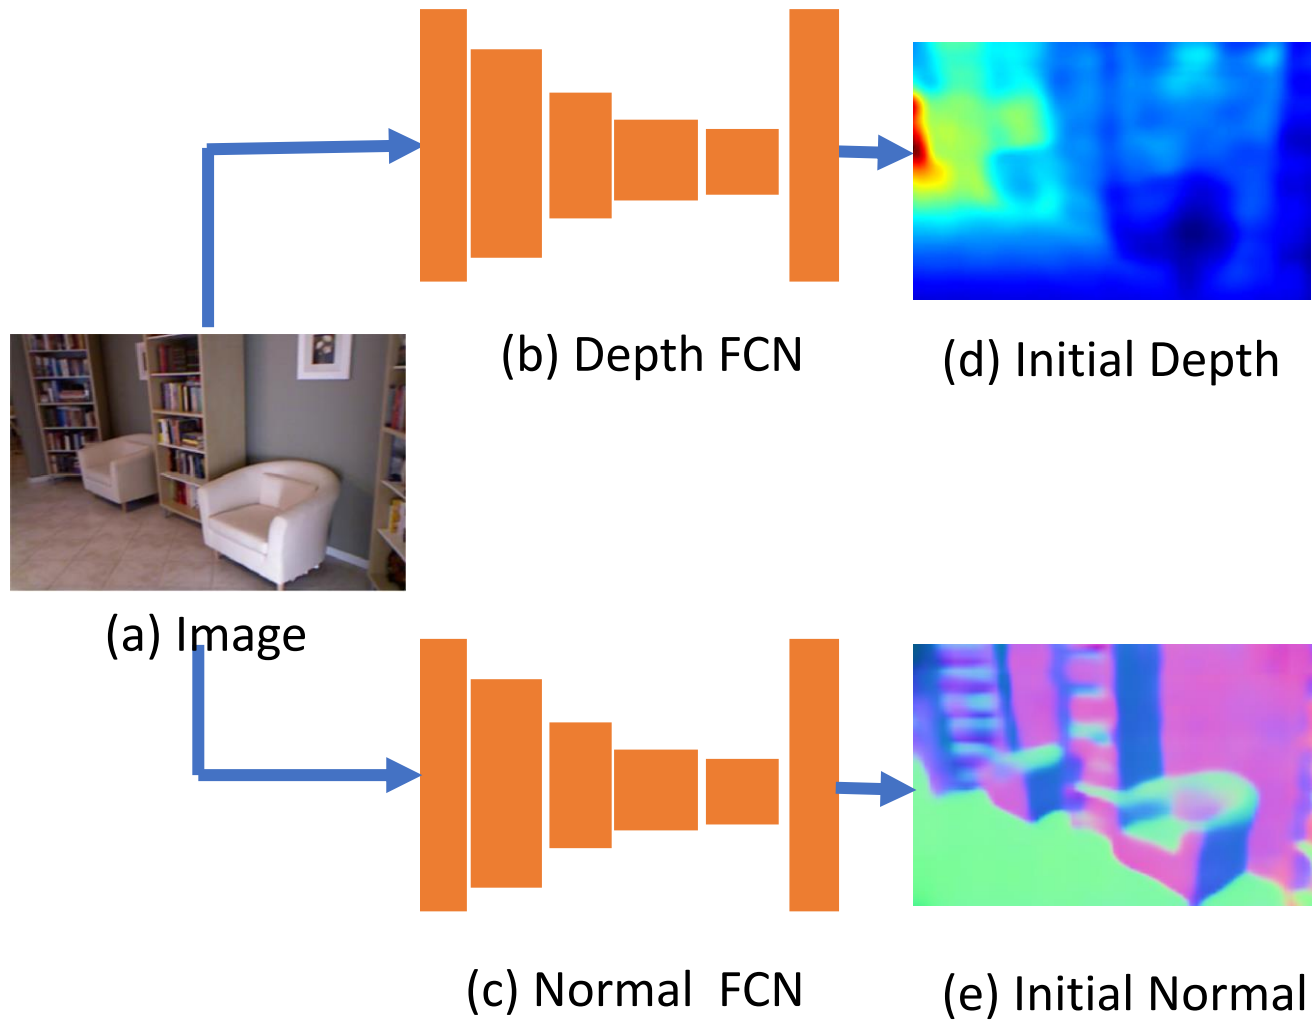 (b) Depth FCN
(d) Initial Depth
(a) Image
(c) Normal FCN
(e) Initial Normal